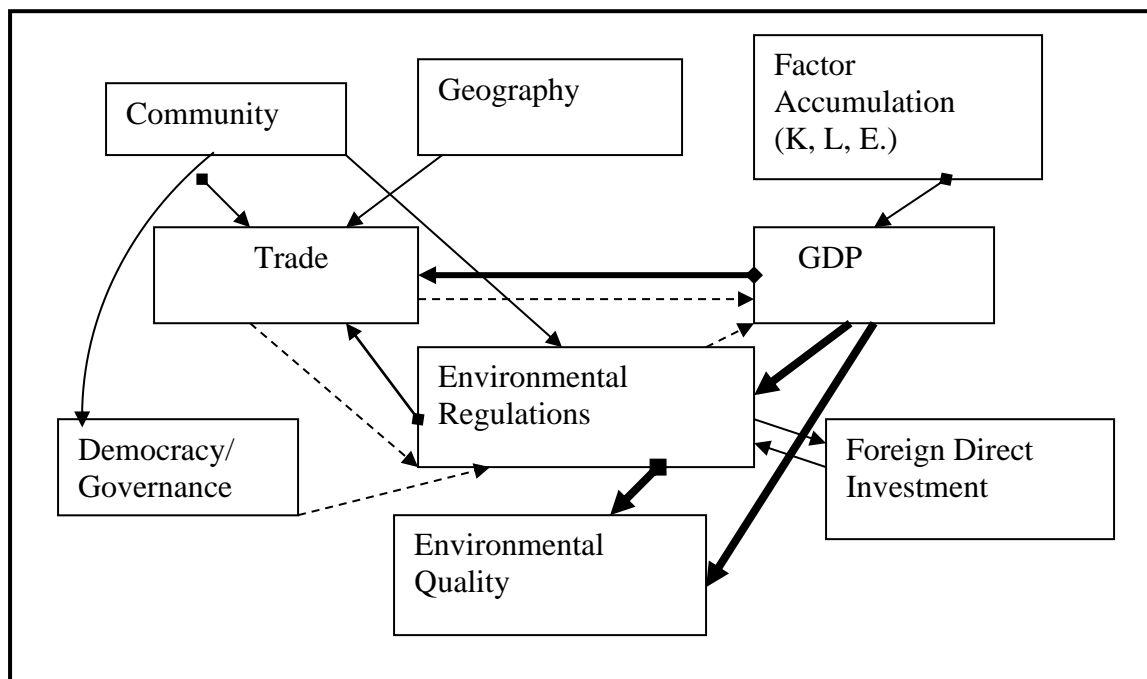 Community
Geography
Factor
Accumulation
(K, L, E.)
Trade
GDP
Environmental
Regulations
Democracy/
Governance
Foreign Direct
Investment
Environmental
Quality